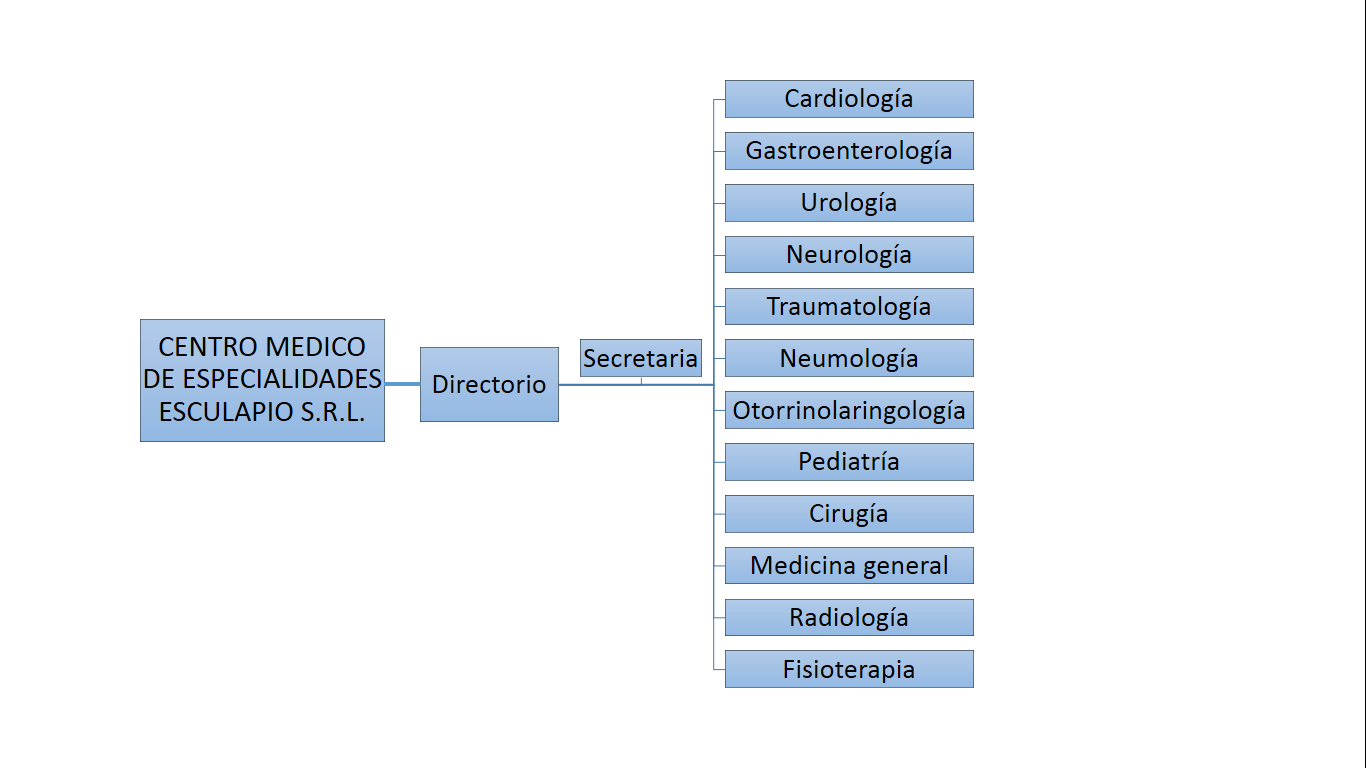 CENTRO MEDICO
DE ESPECIALIDADES
ESCULAPIO S.R.L.
Directorio
Secretaria
Cardiología
Gastroenterología
Urología
Neurología
Traumatología
Neumología
Otorrinolaringología
Pediatría
Cirugía
Medicina general
Radiología
Fisioterapia